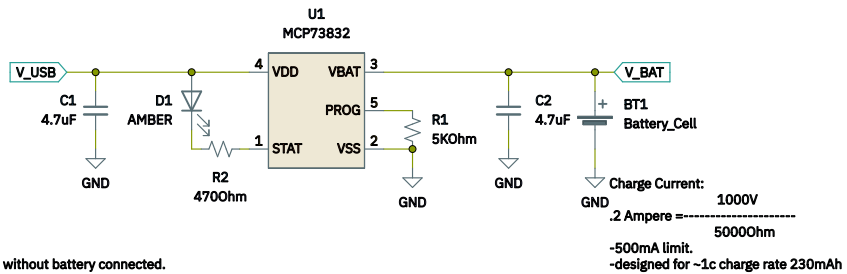 U1
MCP73832
V_USB
4
VDD
VBAT
3
V_BAT
C1
4.7uF
D1
AMBER
PROG
5
R1
5KOhm
C2
4.7uF
+
BT1
Battery_Cell
1
STAT
VSS
2
R2
470Ohm
GND
GND
GND
GND
Charge Current:
1000V
.2 Ampere =----------------------
5000Ohm
-500mA limit.
-designed for ~1c charge rate 230mAh
without battery connected.